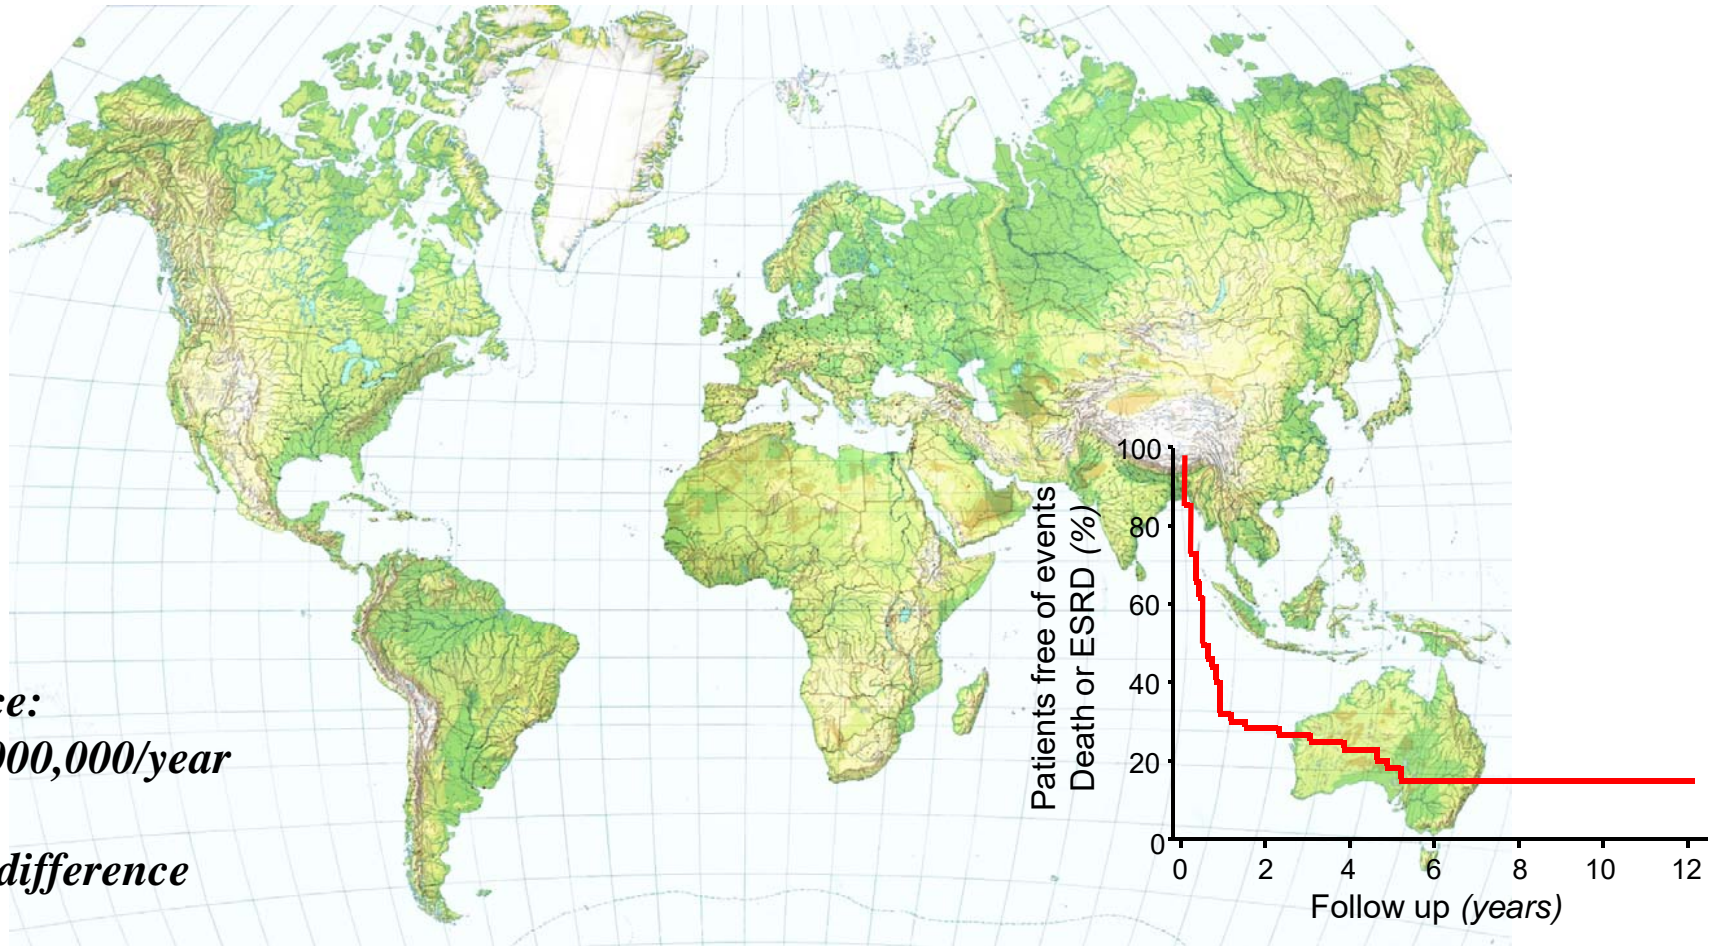 ce:
000,000/year
difference
Patients free of events
Death or ESRD (%)
100
80
60
40
20
0
0 2 4 6 8 10 12
Follow up (years)